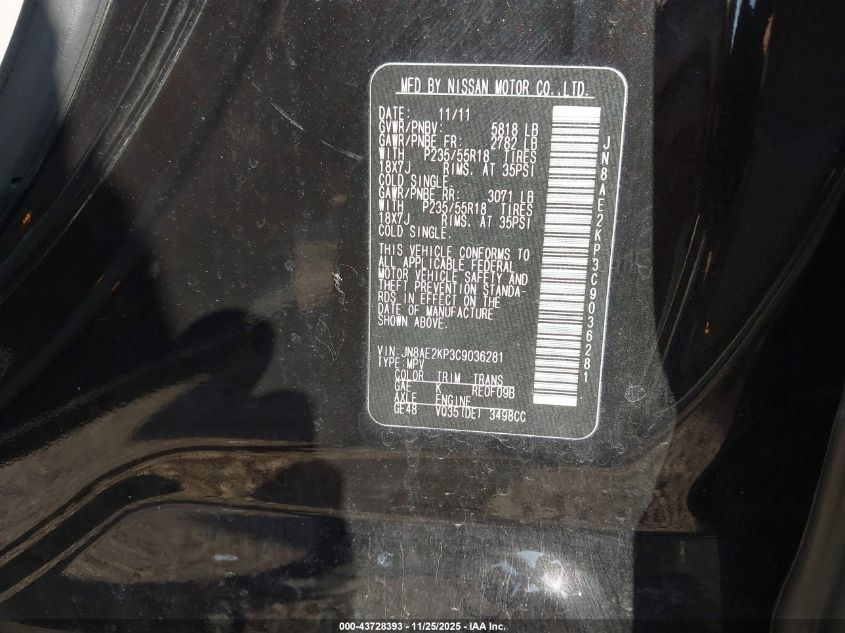 MFD BY NISSAN MOTOR CO.,LTD.
DATE: 11/11
GVWR/PNBV: 5818 LB
GAWR/PNBE FR: 2782 LB
WITH P235/55R18 TIRES
18X7J RIMS. AT 35PSI
COLD SINGLE.
GAWR/PNBE RR: 3071 LB
WITH P235/55R18 TIRES
18X7J RIMS. AT 35PSI
COLD SINGLE.
THIS VEHICLE CONFORMS TO
ALL APPLICABLE FEDERAL
MOTOR VEHICLE SAFETY AND
THEFT PREVENTION STANDA-
RDS IN EFFECT ON THE
DATE OF MANUFACTURE
SHOWN ABOVE.
VIN: JN8AE2KP3C9036281
TYPE: MPV
COLOR TRIM TRANS
GAE K RE0F09B
AXLE ENGINE
GE48 VQ35(DE) 3498CC
JN8AE2KP3C9036281
000-43728393 - 11/25/2025 - IAA Inc.